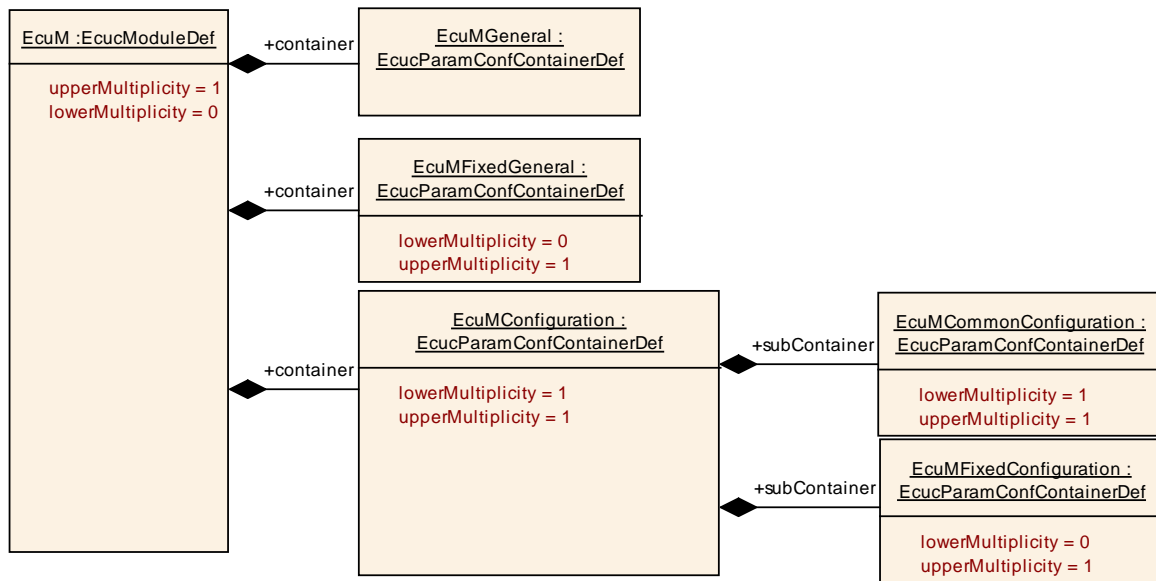 EcuM :EcucModuleDef
upperMultiplicity = 1
lowerMultiplicity = 0
+container
EcuMGeneral :
EcucParamConfContainerDef
+container
EcuMFixedGeneral :
EcucParamConfContainerDef
lowerMultiplicity = 0
upperMultiplicity = 1
+container
EcuMConfiguration :
EcucParamConfContainerDef
lowerMultiplicity = 1
upperMultiplicity = 1
+subContainer
EcuMCommonConfiguration :
EcucParamConfContainerDef
lowerMultiplicity = 1
upperMultiplicity = 1
+subContainer
EcuMFixedConfiguration :
EcucParamConfContainerDef
lowerMultiplicity = 0
upperMultiplicity = 1